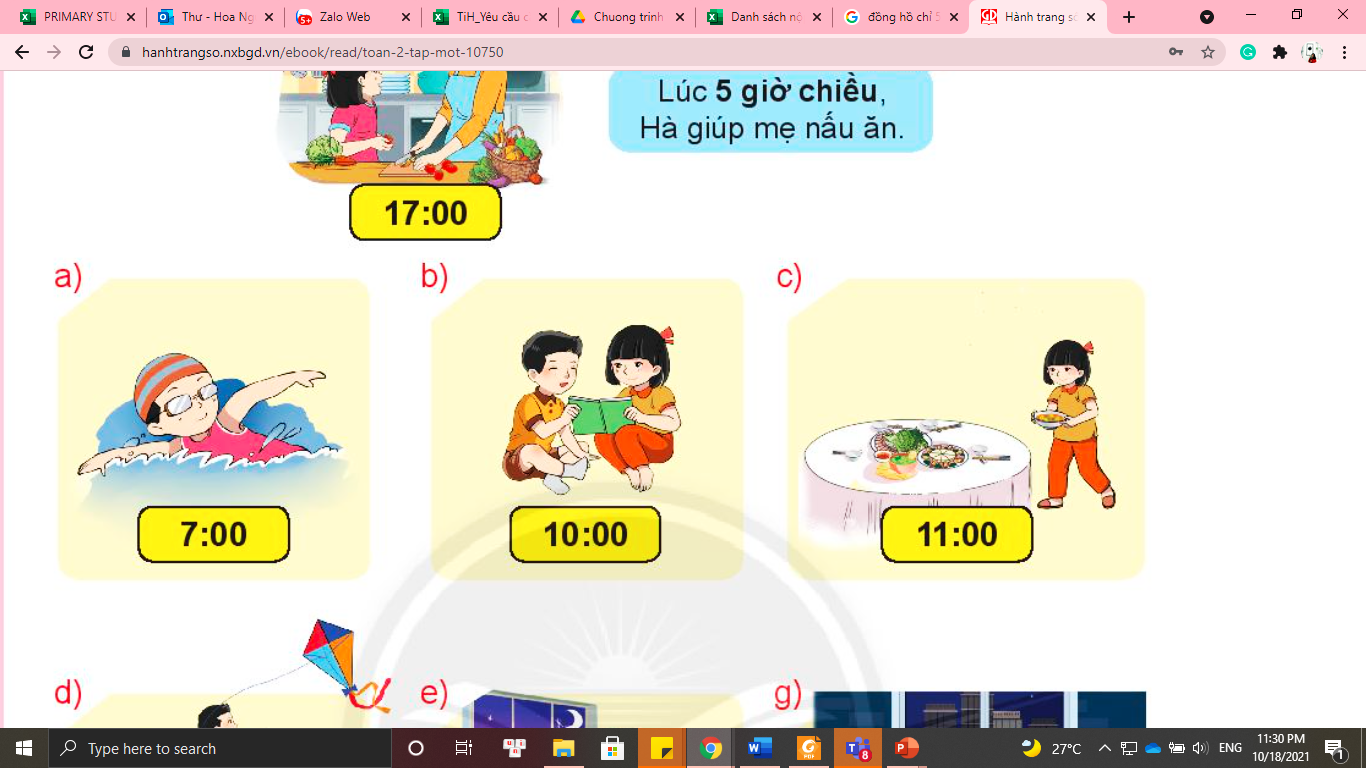 PRIMARY STU
Thư - Hoa Ng
Zalo Web
TiH_Yêu cầu c
Chuong trinh
Danh sách nộ
đồng hồ chỉ 5
Hành trang số
hanhtrangso.nxbgd.vn/ebook/read/toan-2-tap-mot-10750
Lúc 5 giờ chiều,
Hà giúp mẹ nấu ăn.
17:00
a)
b)
c)
7:00
10:00
11:00
d)
e)
g)
Type here to search
27°C
ENG
11:30 PM
10/18/2021